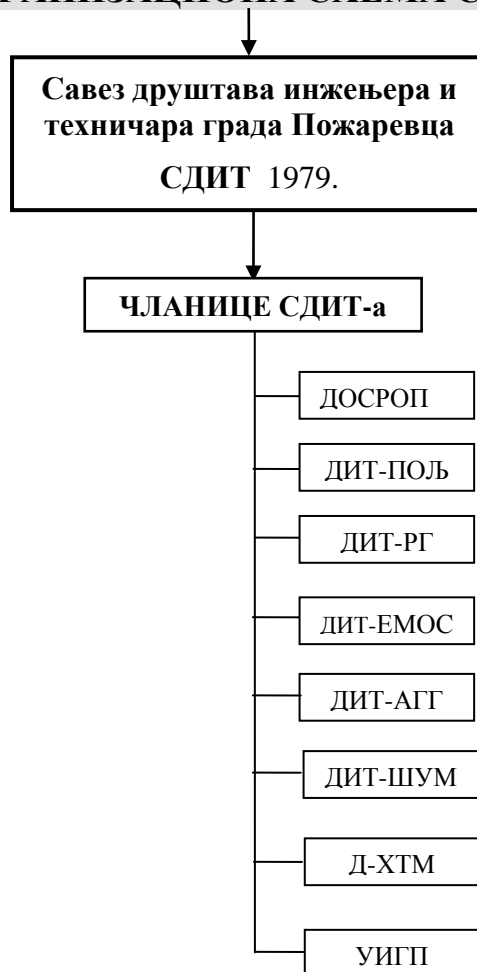 Савез друштава инжењера и
техничара града Пожаревца
СДИТ 1979.
ЧЛАНИЦЕ СДИТ-а
ДОСРОП
ДИТ-ПОЉ
ДИТ-РГ
ДИТ-ЕМОС
ДИТ-АГГ
ДИТ-ШУМ
Д-ХТМ
УИГП